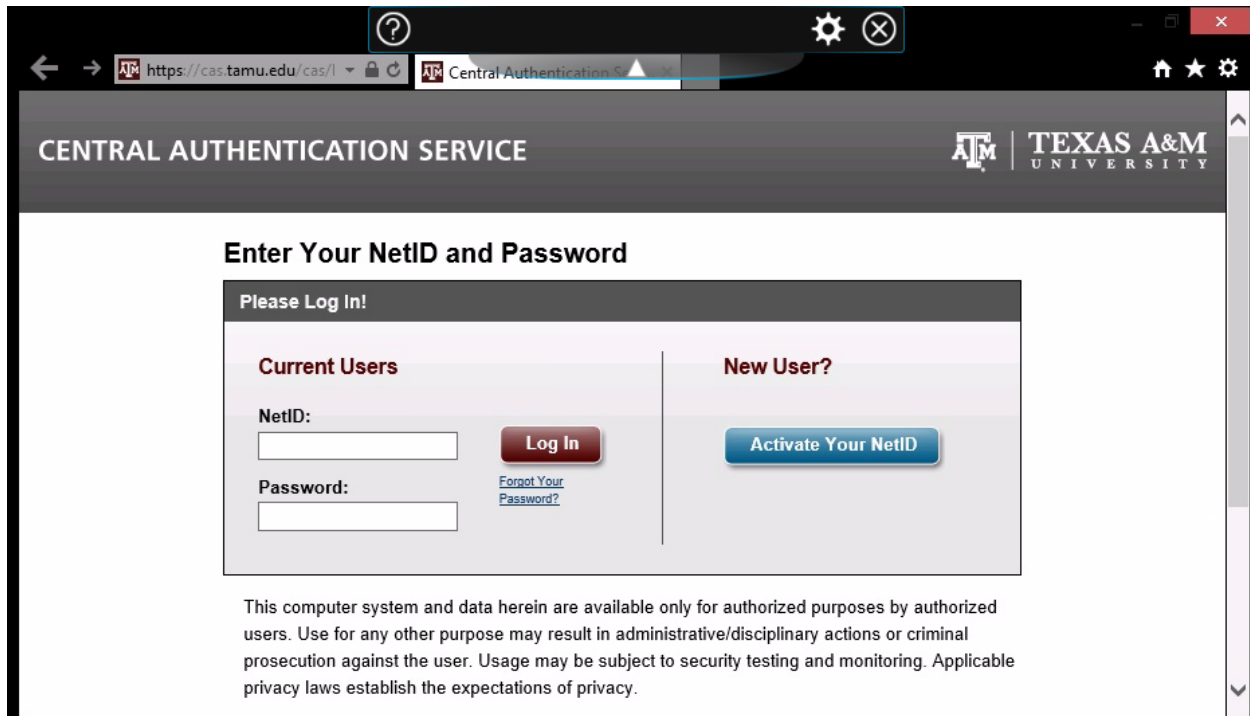 ?
https://cas.tamu.edu/cas/l
Central Authentication Se
CENTRAL AUTHENTICATION SERVICE
TEXAS A&M
UNIVERSITY
Enter Your NetID and Password
Please Log In!
Current Users
New User?
NetID:
Log In
Activate Your NetID
Forgot Your
Password?
Password:
This computer system and data herein are available only for authorized purposes by authorized
users. Use for any other purpose may result in administrative/disciplinary actions or criminal
prosecution against the user. Usage may be subject to security testing and monitoring. Applicable
privacy laws establish the expectations of privacy.